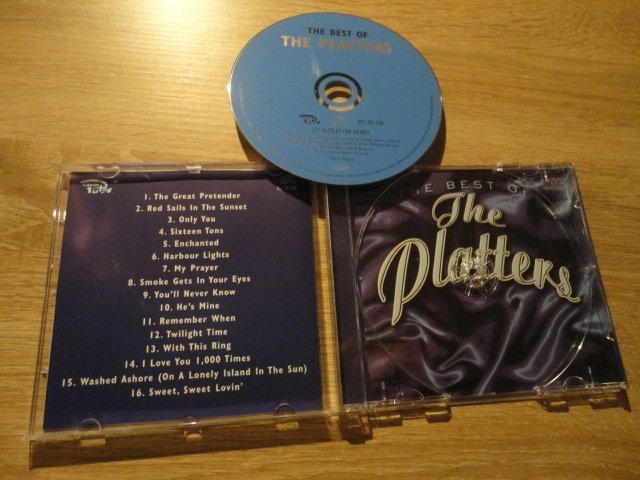 THE BEST OF
THE PLATTERS
SEE BOOKLET FOR DETAILS
1. The Great Pretender
2. Red Sails In The Sunset
3. Only You
4. Sixteen Tons
5. Enchanted
6. Harbour Lights
7. My Prayer
8. Smoke Gets In Your Eyes
9. You'll Never Know
10. He's Mine
11. Remember When
12. Twilight Time
13. With This Ring
14. I Love You 1,000 Times
15. Washed Ashore (On A Lonely Island In The Sun)
16. Sweet, Sweet Lovin'
THE BEST OF
The
Platters